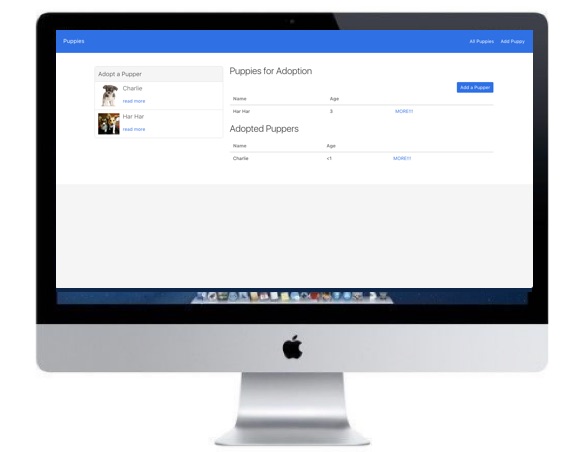 Puppies
All Puppies Add Puppy
Adopt a Pupper
Charlie
read more
Har Har
read more
Puppies for Adoption
Add a Pupper
Name Age
Har Har 3 MORE!!!
Adopted Puppers
Name Age
Charlie <1 MORE!!!